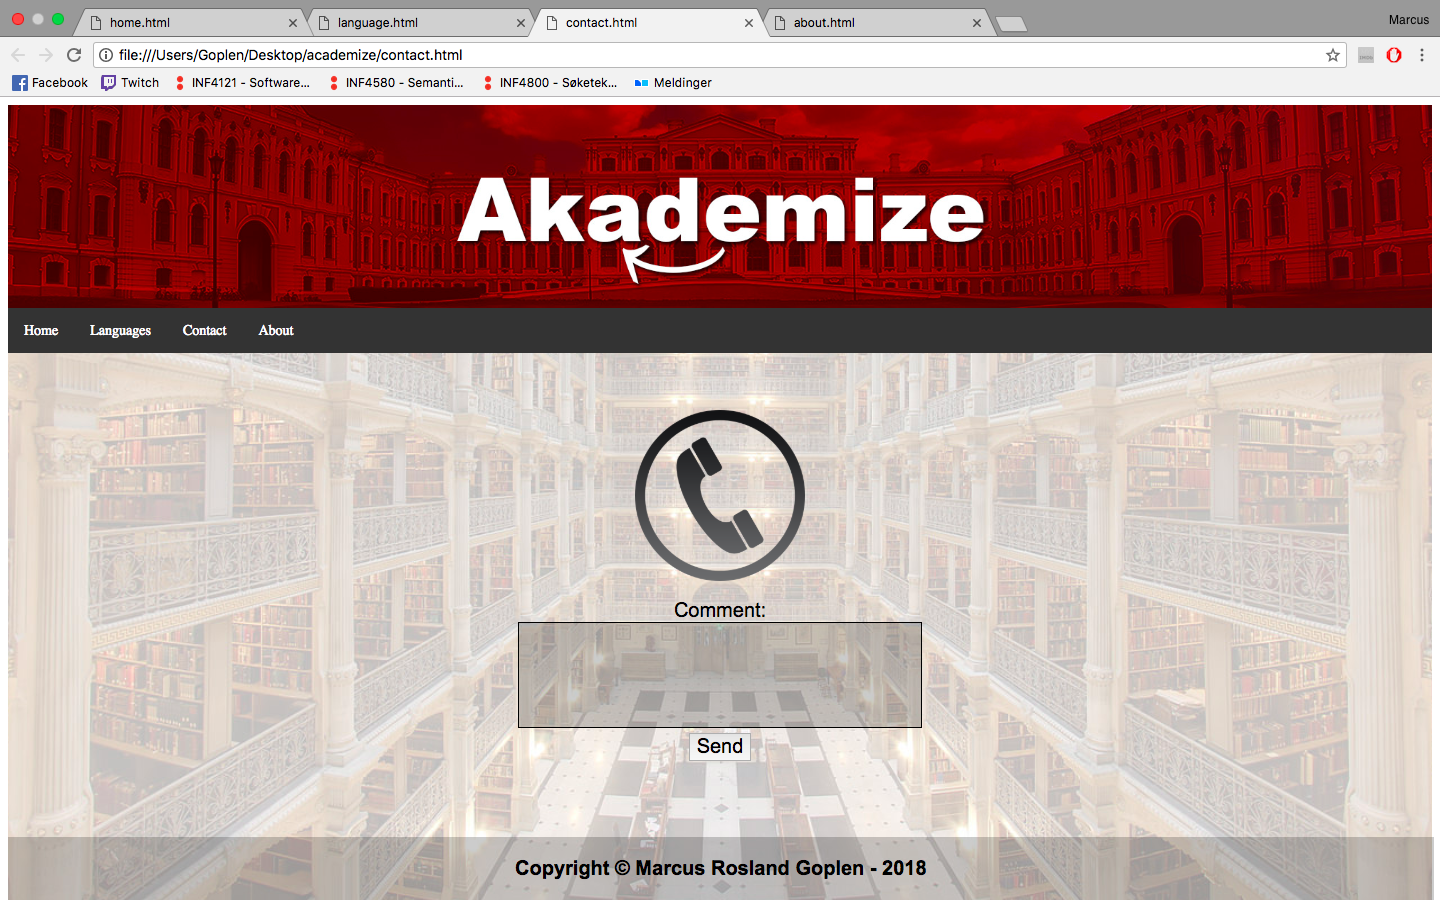 home.html
language.html
contact.html
about.html
Marcus
file:///Users/Goplen/Desktop/academize/contact.html
Facebook
Twitch
INF4121 - Software...
INF4580 - Semanti...
INF4800 - Søketek...
Meldinger
Akademize
Home
Languages
Contact
About
Comment:
Send
Copyright © Marcus Rosland Goplen - 2018